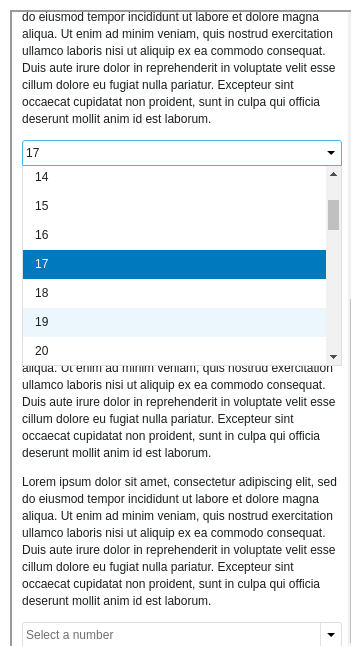 do eiusmod tempor incididunt ut labore et dolore magna
aliqua. Ut enim ad minim veniam, quis nostrud exercitation
ullamco laboris nisi ut aliquip ex ea commodo consequat.
Duis aute irure dolor in reprehenderit in voluptate velit esse
cillum dolore eu fugiat nulla pariatur. Excepteur sint
occaecat cupidatat non proident, sunt in culpa qui officia
deserunt mollit anim id est laborum.
17
14
15
16
17
18
19
20
aliqua. Ut enim ad minim veniam, quis nostrud exercitation
ullamco laboris nisi ut aliquip ex ea commodo consequat.
Duis aute irure dolor in reprehenderit in voluptate velit esse
cillum dolore eu fugiat nulla pariatur. Excepteur sint
occaecat cupidatat non proident, sunt in culpa qui officia
deserunt mollit anim id est laborum.
Lorem ipsum dolor sit amet, consectetur adipiscing elit, sed
do eiusmod tempor incididunt ut labore et dolore magna
aliqua. Ut enim ad minim veniam, quis nostrud exercitation
ullamco laboris nisi ut aliquip ex ea commodo consequat.
Duis aute irure dolor in reprehenderit in voluptate velit esse
cillum dolore eu fugiat nulla pariatur. Excepteur sint
occaecat cupidatat non proident, sunt in culpa qui officia
deserunt mollit anim id est laborum.
Select a number